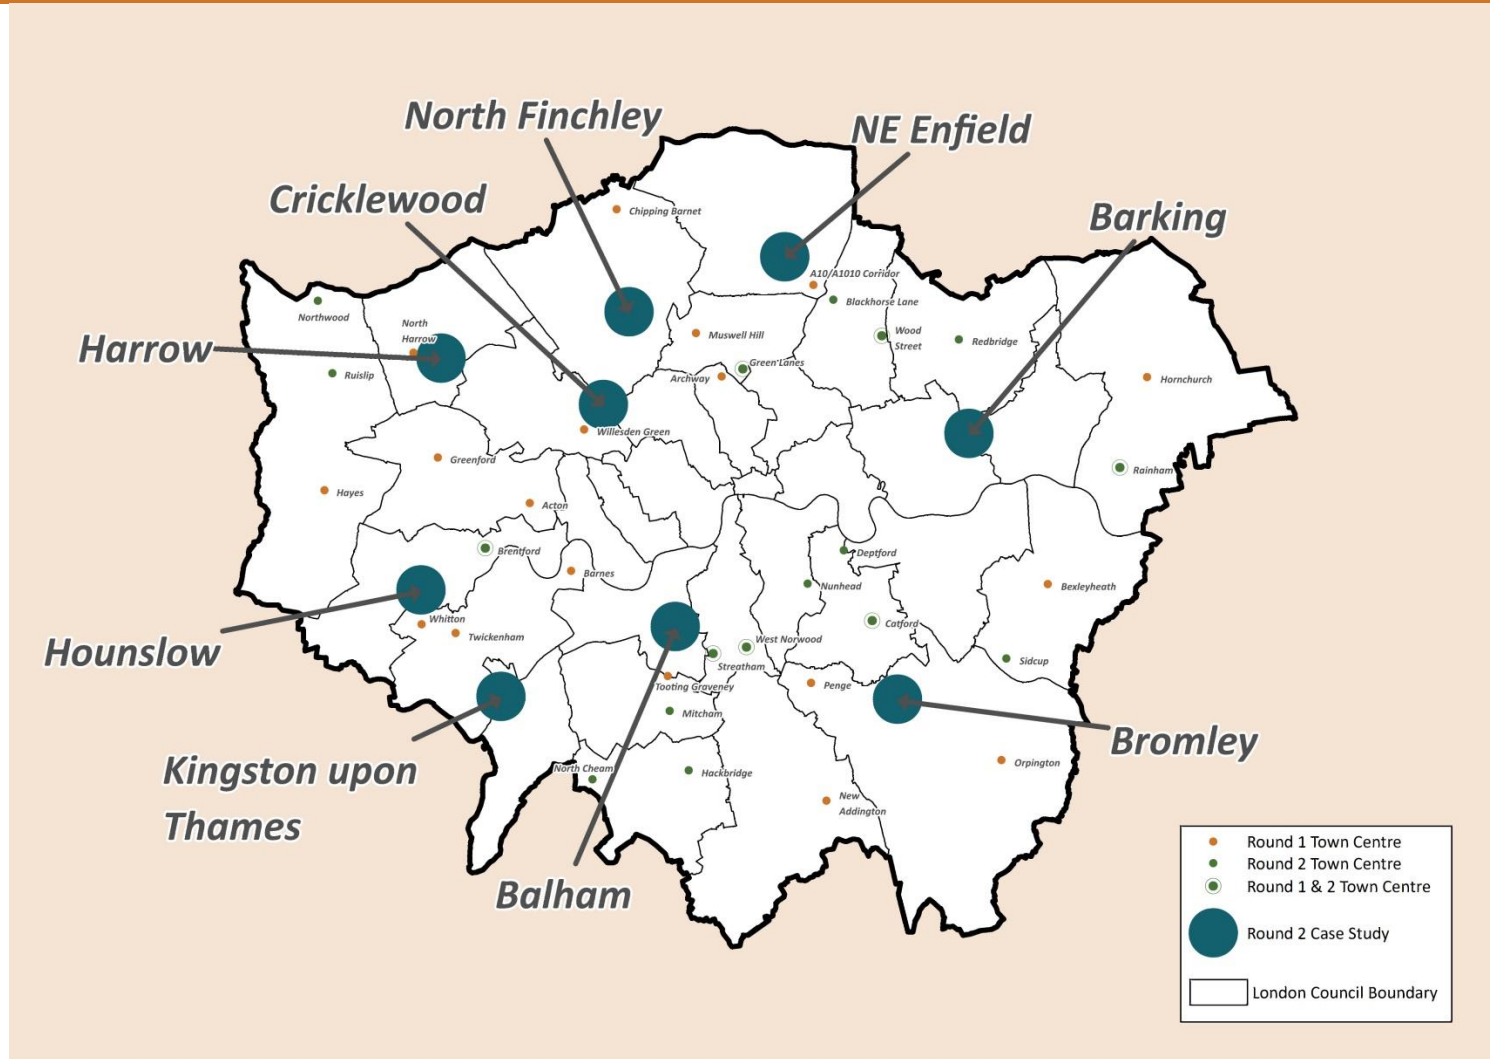 North Finchley
NE Enfield
Cricklewood
Barking
Chipping Barnet
A10/A1010 Corridor
Blackhorse Lane
Northwood
North
Harrow
Muswell Hill
Wood
Street
Redbridge
Harrow
Green Lanes
Ruislip
Archway
Hornchurch
Willesden Green
Greenford
Rainham
Hayes
Acton
Brentford
Deptford
Barnes
Nunhead
Bexleyheath
Whitton
Catford
Twickenham
West Norwood
Hounslow
Streatham
Sidcup
Tooting Graveney
Penge
Mitcham
Bromley
Kingston upon
Thames
North Cheam
Hackbridge
Orpington
New
Addington
Balham
Round 1 Town Centre
Round 2 Town Centre
Round 1 & 2 Town Centre
Round 2 Case Study
London Council Boundary